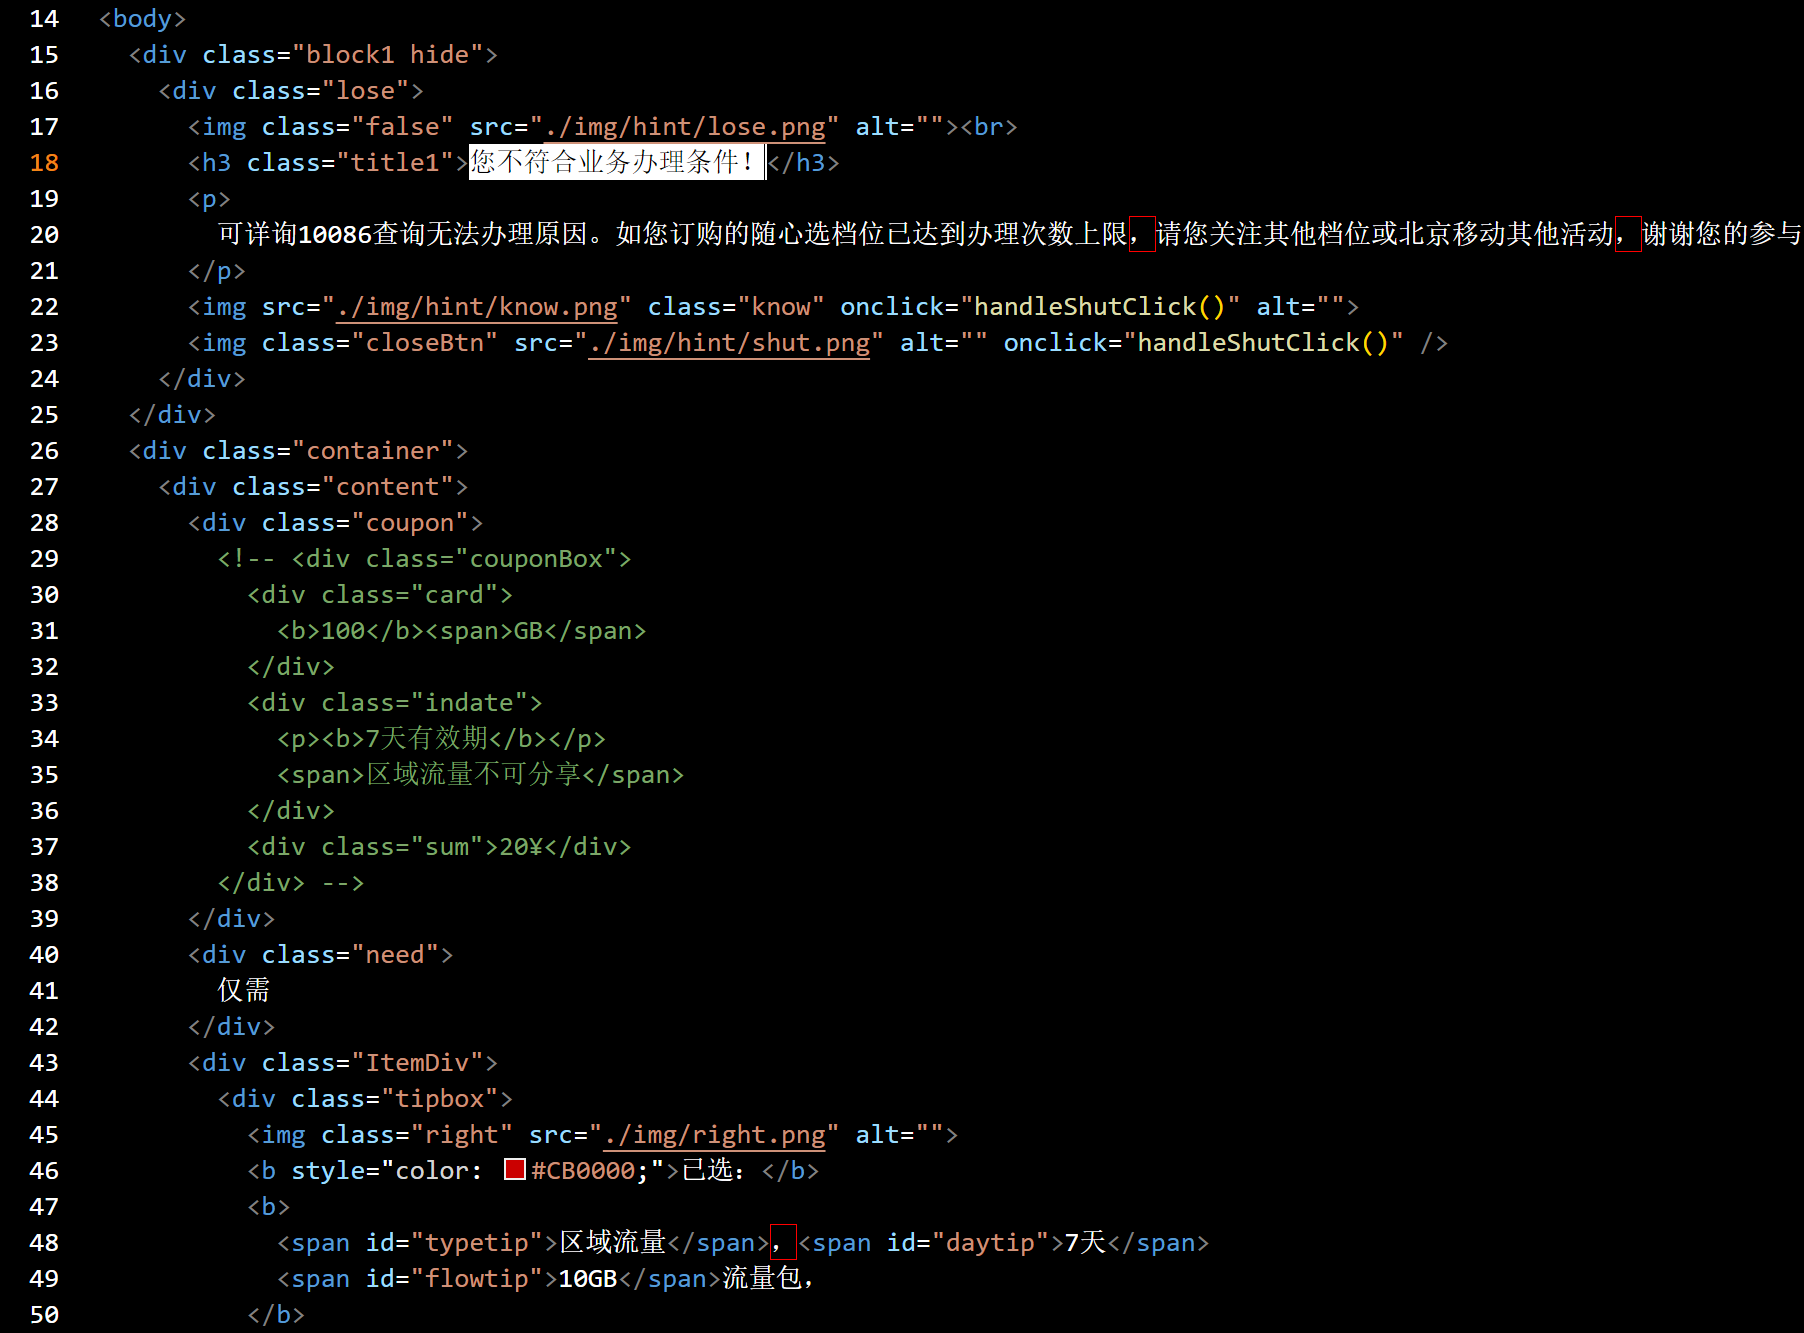 14 <body>
15 <div class="block1 hide">
16 <div class="lose">
17 <img class="false" src="./img/hint/lose.png" alt=""><br>
18 <h3 class="title1">您不符合业务办理条件！</h3>
19 <p>
20 可详询10086查询无法办理原因。如您订购的随心选档位已达到办理次数上限，请您关注其他档位或北京移动其他活动，谢谢您的参与
21 </p>
22 <img src="./img/hint/know.png" class="know" onclick="handleShutClick()" alt="">
23 <img class="closeBtn" src="./img/hint/shut.png" alt="" onclick="handleShutClick()" />
24 </div>
25 </div>
26 <div class="container">
27 <div class="content">
28 <div class="coupon">
29 <!-- <div class="couponBox">
30 <div class="card">
31 <b>100</b><span>GB</span>
32 </div>
33 <div class="indate">
34 <p><b>7天有效期</b></p>
35 <span>区域流量不可分享</span>
36 </div>
37 <div class="sum">20¥</div>
38 </div> -->
39 </div>
40 <div class="need">
41 仅需
42 </div>
43 <div class="ItemDiv">
44 <div class="tipbox">
45 <img class="right" src="./img/right.png" alt="">
46 <b style="color: #CB0000;">已选：</b>
47 <b>
48 <span id="typetip">区域流量</span>，<span id="daytip">7天</span>
49 <span id="flowtip">10GB</span>流量包，
50 </b>